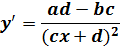 y′ = (ad − bc) / (cx + d)²